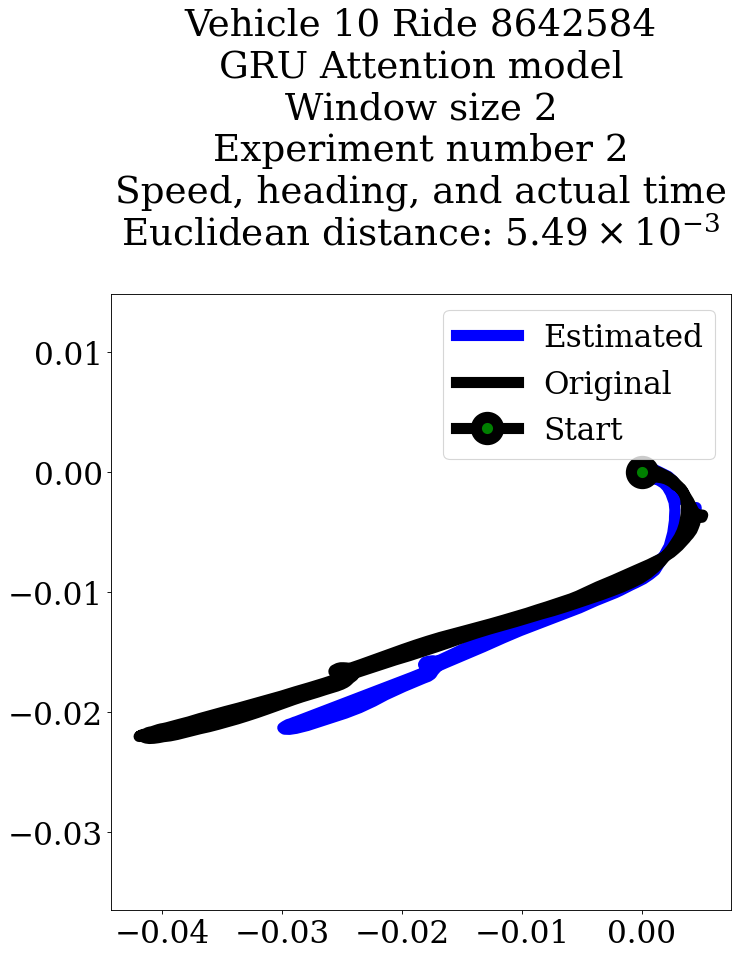 Vehicle 10 Ride 8642584
GRU Attention model
Window size 2
Experiment number 2
Speed, heading, and actual time
Euclidean distance: 5.49 × 10⁻³
Estimated
Original
Start
0.01
0.00
−0.01
−0.02
−0.03
−0.04 −0.03 −0.02 −0.01 0.00